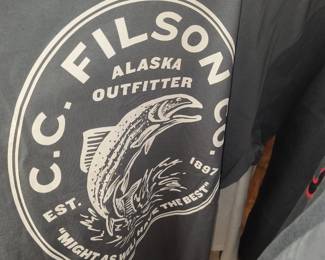 C.C. FILSON CO.
ALASKA
OUTFITTER
EST. 1897
"MIGHT AS WELL HAVE THE BEST"